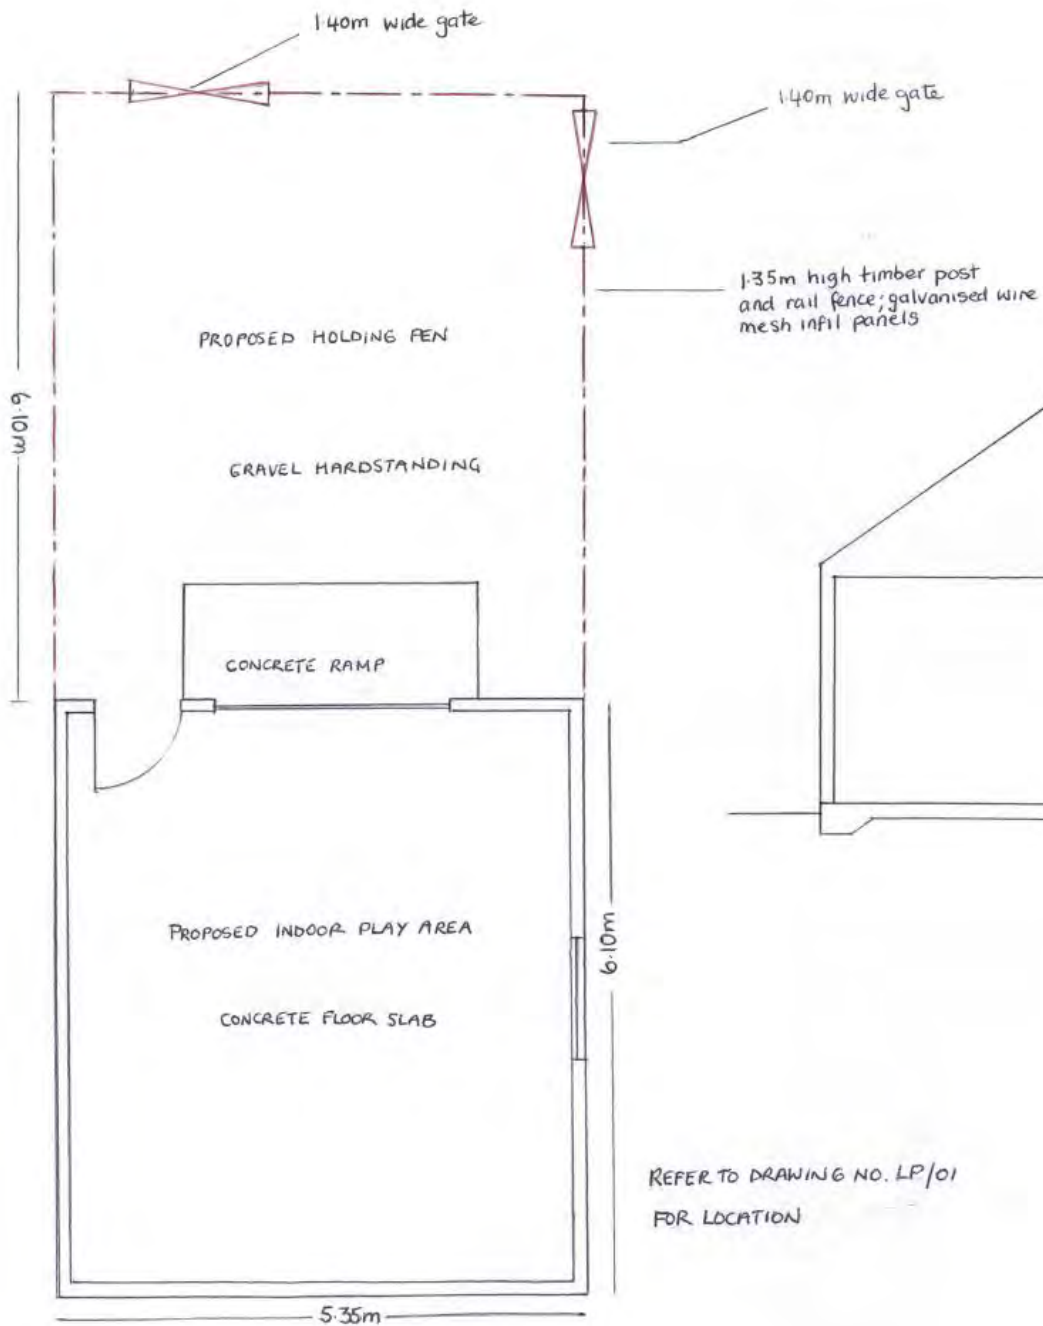 1.40m wide gate
1.40m wide gate
1.35m high timber post
and rail fence; galvanised wire
mesh infil panels
PROPOSED HOLDING PEN
6.10m
GRAVEL HARDSTANDING
CONCRETE RAMP
PROPOSED INDOOR PLAY AREA
6.10m
CONCRETE FLOOR SLAB
REFER TO DRAWING NO. LP/01
FOR LOCATION
5.35m